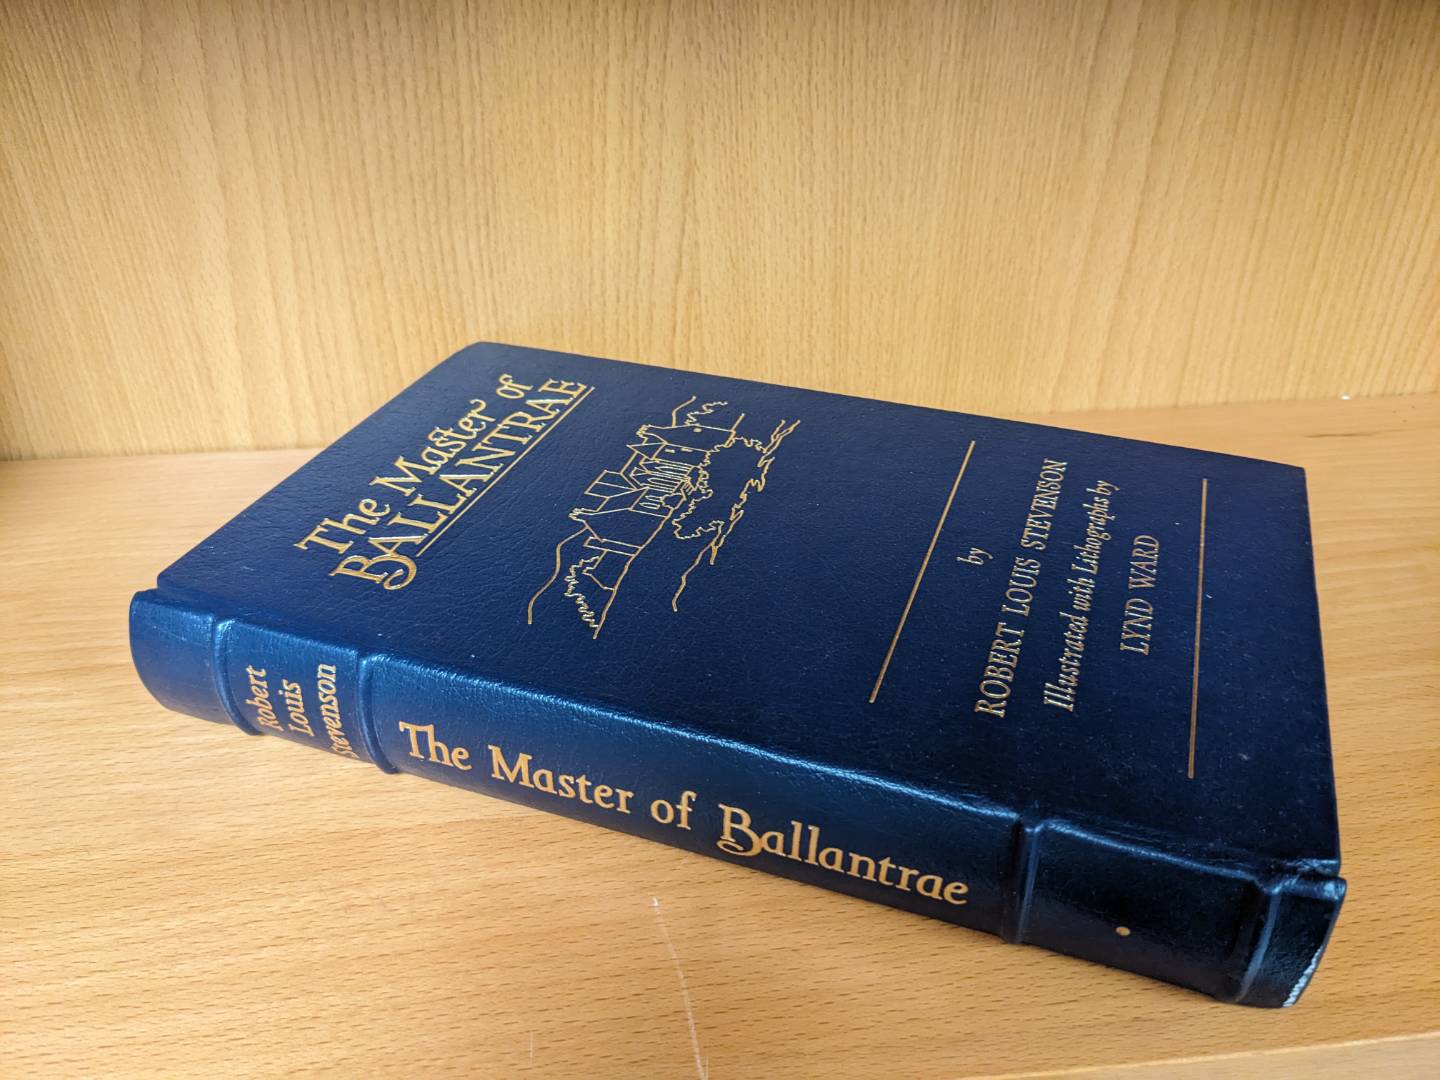 The Master of
BALLANTRAE
by
ROBERT LOUIS STEVENSON
Illustrated with Lithographs by
LYND WARD
Robert
Louis
Stevenson
The Master of Ballantrae